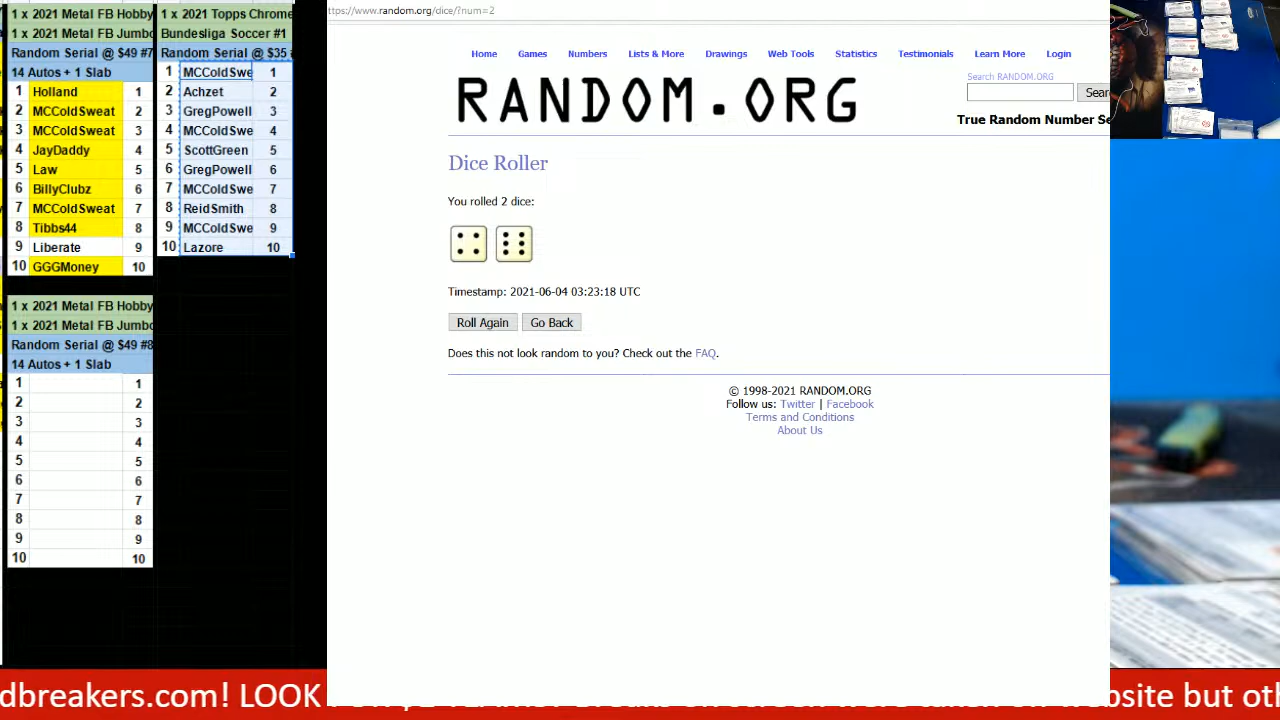 1 x 2021 Metal FB Hobby
1 x 2021 Metal FB Jumbo
Random Serial @ $49 #7
14 Autos + 1 Slab
1 Holland 1
2 MCColdSweat 2
3 MCColdSweat 3
4 JayDaddy 4
5 Law 5
6 BillyClubz 6
7 MCColdSweat 7
8 Tibbs44 8
9 Liberate 9
10 GGGMoney 10
1 x 2021 Topps Chrome
Bundesliga Soccer #1
Random Serial @ $35 #
1 MCColdSwe 1
2 Achzet 2
3 GregPowell 3
4 MCColdSwe 4
5 ScottGreen 5
6 GregPowell 6
7 MCColdSwe 7
8 ReidSmith 8
9 MCColdSwe 9
10 Lazore 10
1 x 2021 Metal FB Hobby
1 x 2021 Metal FB Jumbo
Random Serial @ $49 #8
14 Autos + 1 Slab
1 1
2 2
3 3
4 4
5 5
6 6
7 7
8 8
9 9
10 10
ttps://www.random.org/dice/?num=2
Home Games Numbers Lists & More Drawings Web Tools Statistics Testimonials Learn More Login
RANDOM.ORG
Search RANDOM.ORG
Sear
True Random Number Se
Dice Roller
You rolled 2 dice:
Timestamp: 2021-06-04 03:23:18 UTC
Roll Again Go Back
Does this not look random to you? Check out the FAQ.
© 1998-2021 RANDOM.ORG
Follow us: Twitter | Facebook
Terms and Conditions
About Us
dbreakers.com! LOOK
bsite but oth